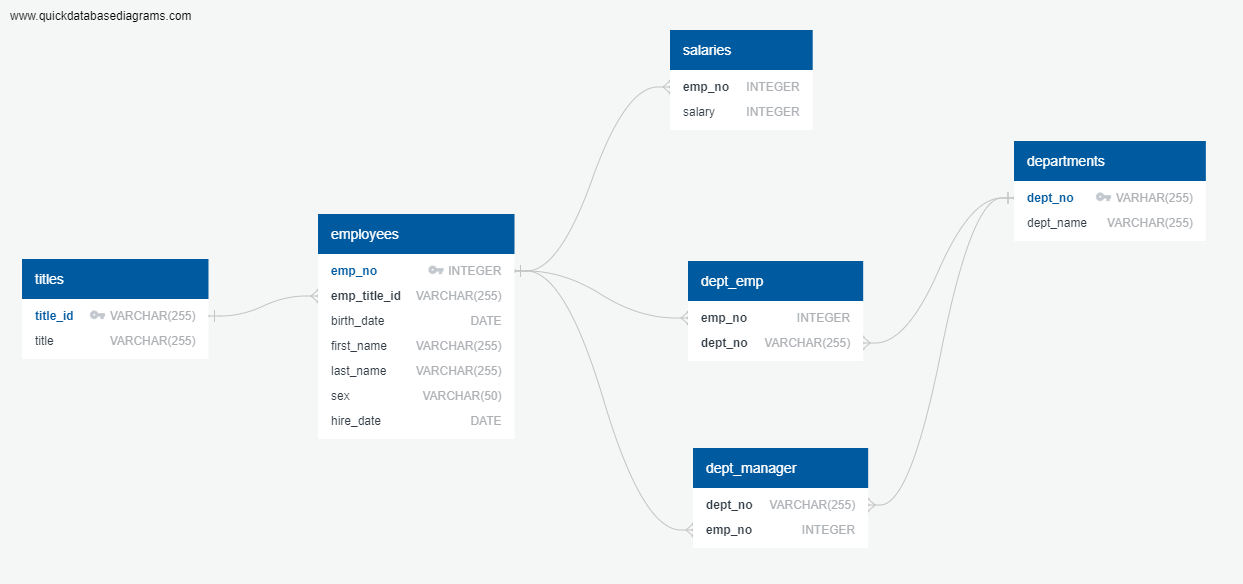 www.quickdatabasediagrams.com
salaries
emp_no INTEGER
salary INTEGER
departments
dept_no VARHAR(255)
dept_name VARCHAR(255)
employees
emp_no INTEGER
emp_title_id VARCHAR(255)
birth_date DATE
first_name VARCHAR(255)
last_name VARCHAR(255)
sex VARCHAR(50)
hire_date DATE
titles
title_id VARCHAR(255)
title VARCHAR(255)
dept_emp
emp_no INTEGER
dept_no VARCHAR(255)
dept_manager
dept_no VARCHAR(255)
emp_no INTEGER